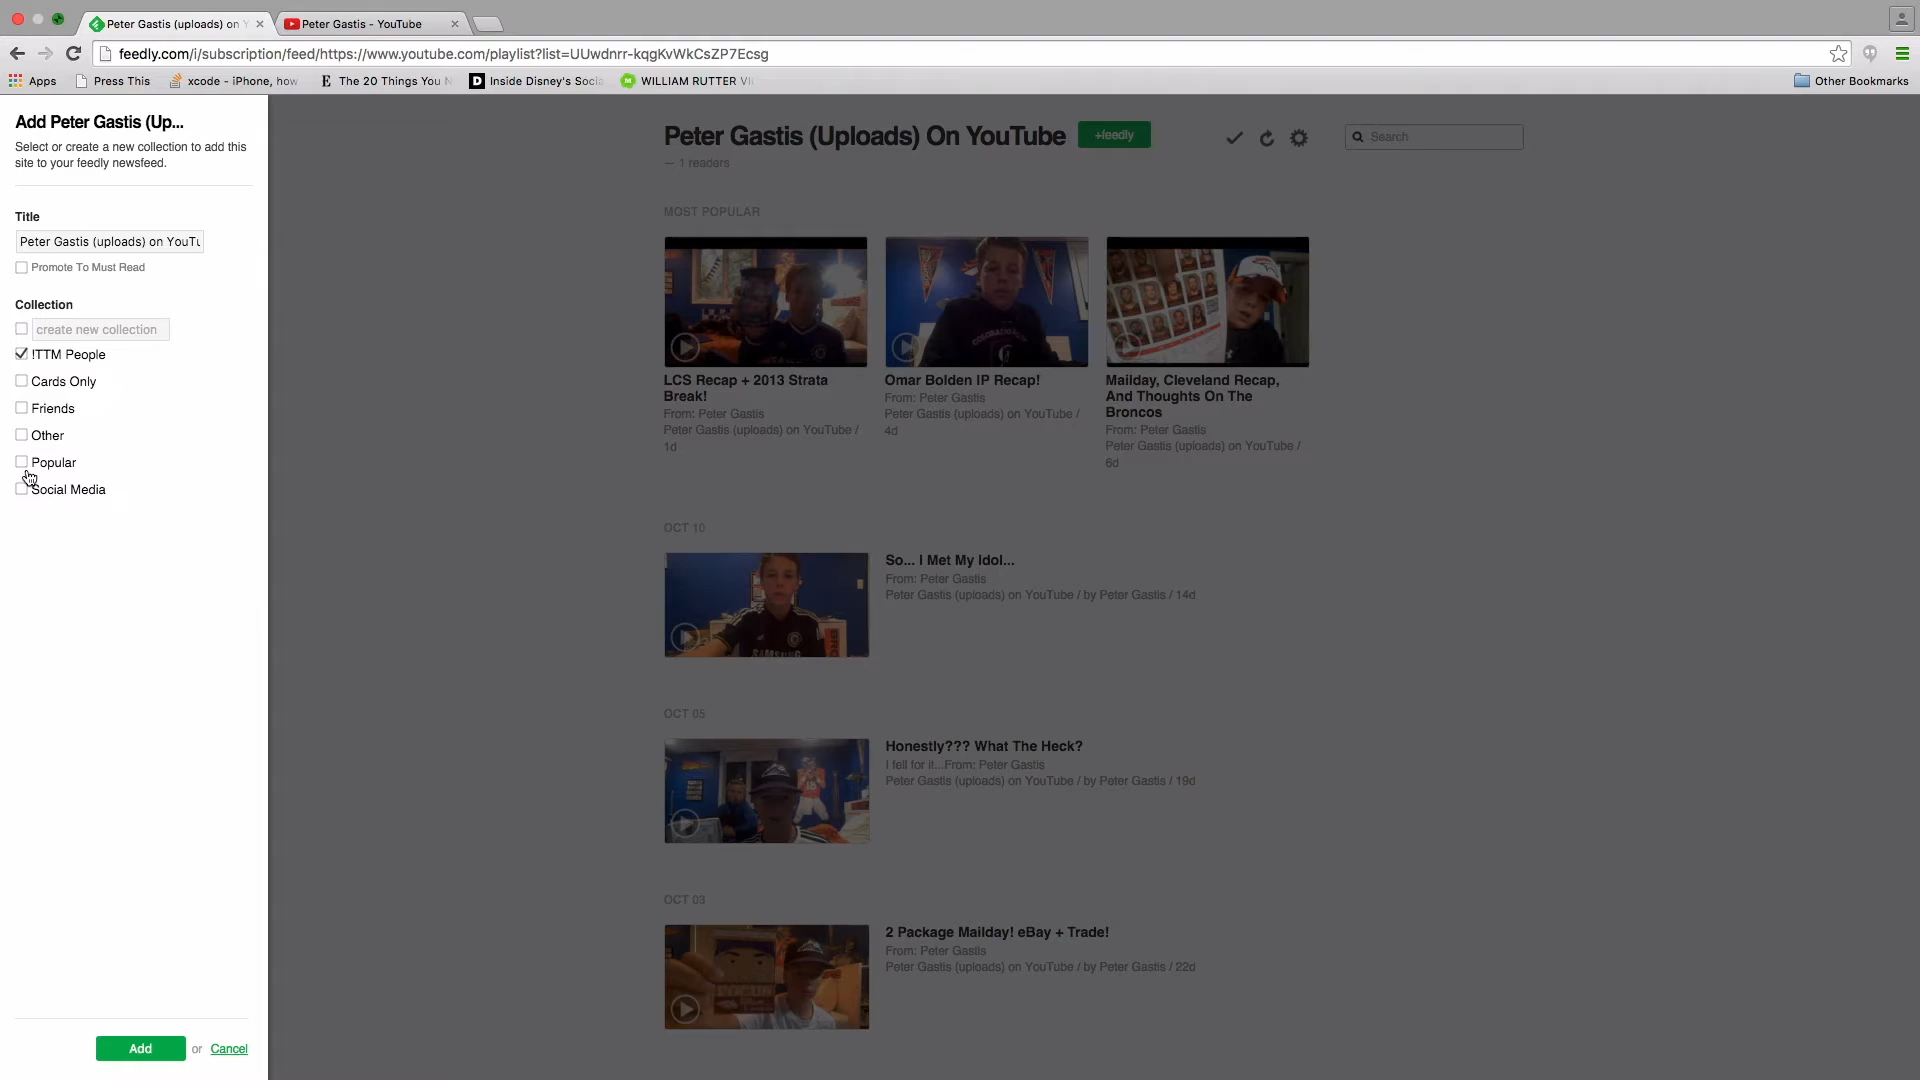 Peter Gastis (uploads) on Y
Peter Gastis - YouTube
feedly.com/i/subscription/feed/https://www.youtube.com/playlist?list=UUwdnrr-kqgKvWkCsZP7Ecsg
Apps
Press This
xcode - iPhone, how
The 20 Things You N
Inside Disney's Socia
WILLIAM RUTTER VI
Other Bookmarks
Add Peter Gastis (Up...
Select or create a new collection to add this
site to your feedly newsfeed.
Title
Peter Gastis (uploads) on YouTu
Promote To Must Read
Collection
create new collection
!TTM People
Cards Only
Friends
Other
Popular
Social Media
Add or Cancel
Peter Gastis (Uploads) On YouTube
+feedly
Search
— 1 readers
MOST POPULAR
LCS Recap + 2013 Strata
Break!
From: Peter Gastis
Peter Gastis (uploads) on YouTube /
1d
Omar Bolden IP Recap!
From: Peter Gastis
Peter Gastis (uploads) on YouTube /
4d
Mailday, Cleveland Recap,
And Thoughts On The
Broncos
From: Peter Gastis
Peter Gastis (uploads) on YouTube /
6d
OCT 10
So... I Met My Idol...
From: Peter Gastis
Peter Gastis (uploads) on YouTube / by Peter Gastis / 14d
SAMSUNG
OCT 05
Honestly??? What The Heck?
I fell for it...From: Peter Gastis
Peter Gastis (uploads) on YouTube / by Peter Gastis / 19d
OCT 03
2 Package Mailday! eBay + Trade!
From: Peter Gastis
Peter Gastis (uploads) on YouTube / by Peter Gastis / 22d